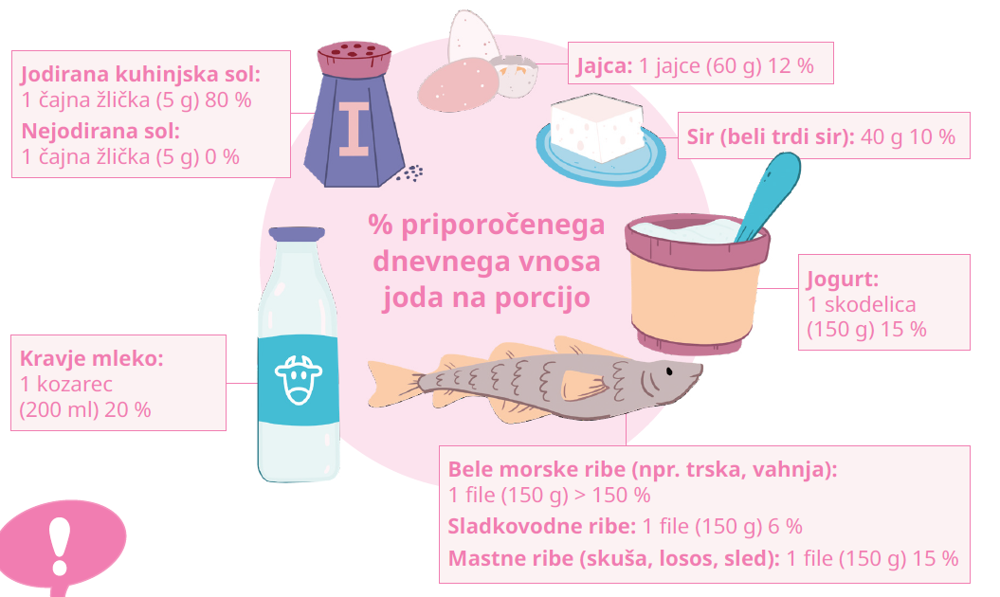 Jodirana kuhinjska sol:
1 čajna žlička (5 g) 80 %
Nejodirana sol:
1 čajna žlička (5 g) 0 %
I
Jajca: 1 jajce (60 g) 12 %
Sir (beli trdi sir): 40 g 10 %
% priporočenega
dnevnega vnosa
joda na porcijo
Jogurt:
1 skodelica
(150 g) 15 %
Kravje mleko:
1 kozarec
(200 ml) 20 %
Bele morske ribe (npr. trska, vahnja):
1 file (150 g) > 150 %
Sladkovodne ribe: 1 file (150 g) 6 %
Mastne ribe (skuša, losos, sled): 1 file (150 g) 15 %
!